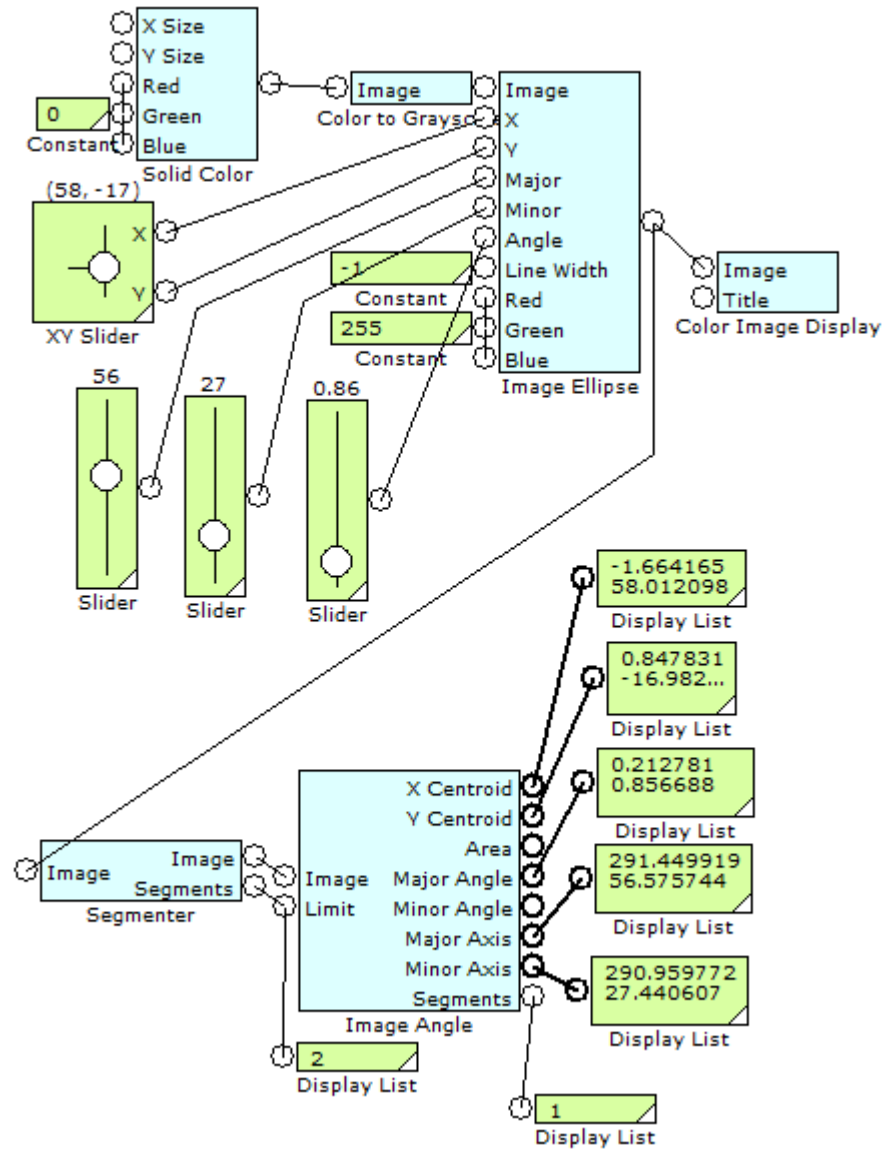 X Size
Y Size
Red
Green
Blue
Solid Color
0
Constant
Image
Color to Graysc
Image
X
Y
Major
Minor
Angle
Line Width
Red
Green
Blue
Image Ellipse
(58, -17)
X
Y
XY Slider
-1
Constant
255
Constant
Image
Title
Color Image Display
56
Slider
27
Slider
0.86
Slider
-1.664165
58.012098
Display List
0.847831
-16.982...
Display List
0.212781
0.856688
Display List
291.449919
56.575744
Display List
290.959772
27.440607
Display List
Image
Image
Segments
Segmenter
Image
Limit
X Centroid
Y Centroid
Area
Major Angle
Minor Angle
Major Axis
Minor Axis
Segments
Image Angle
2
Display List
1
Display List